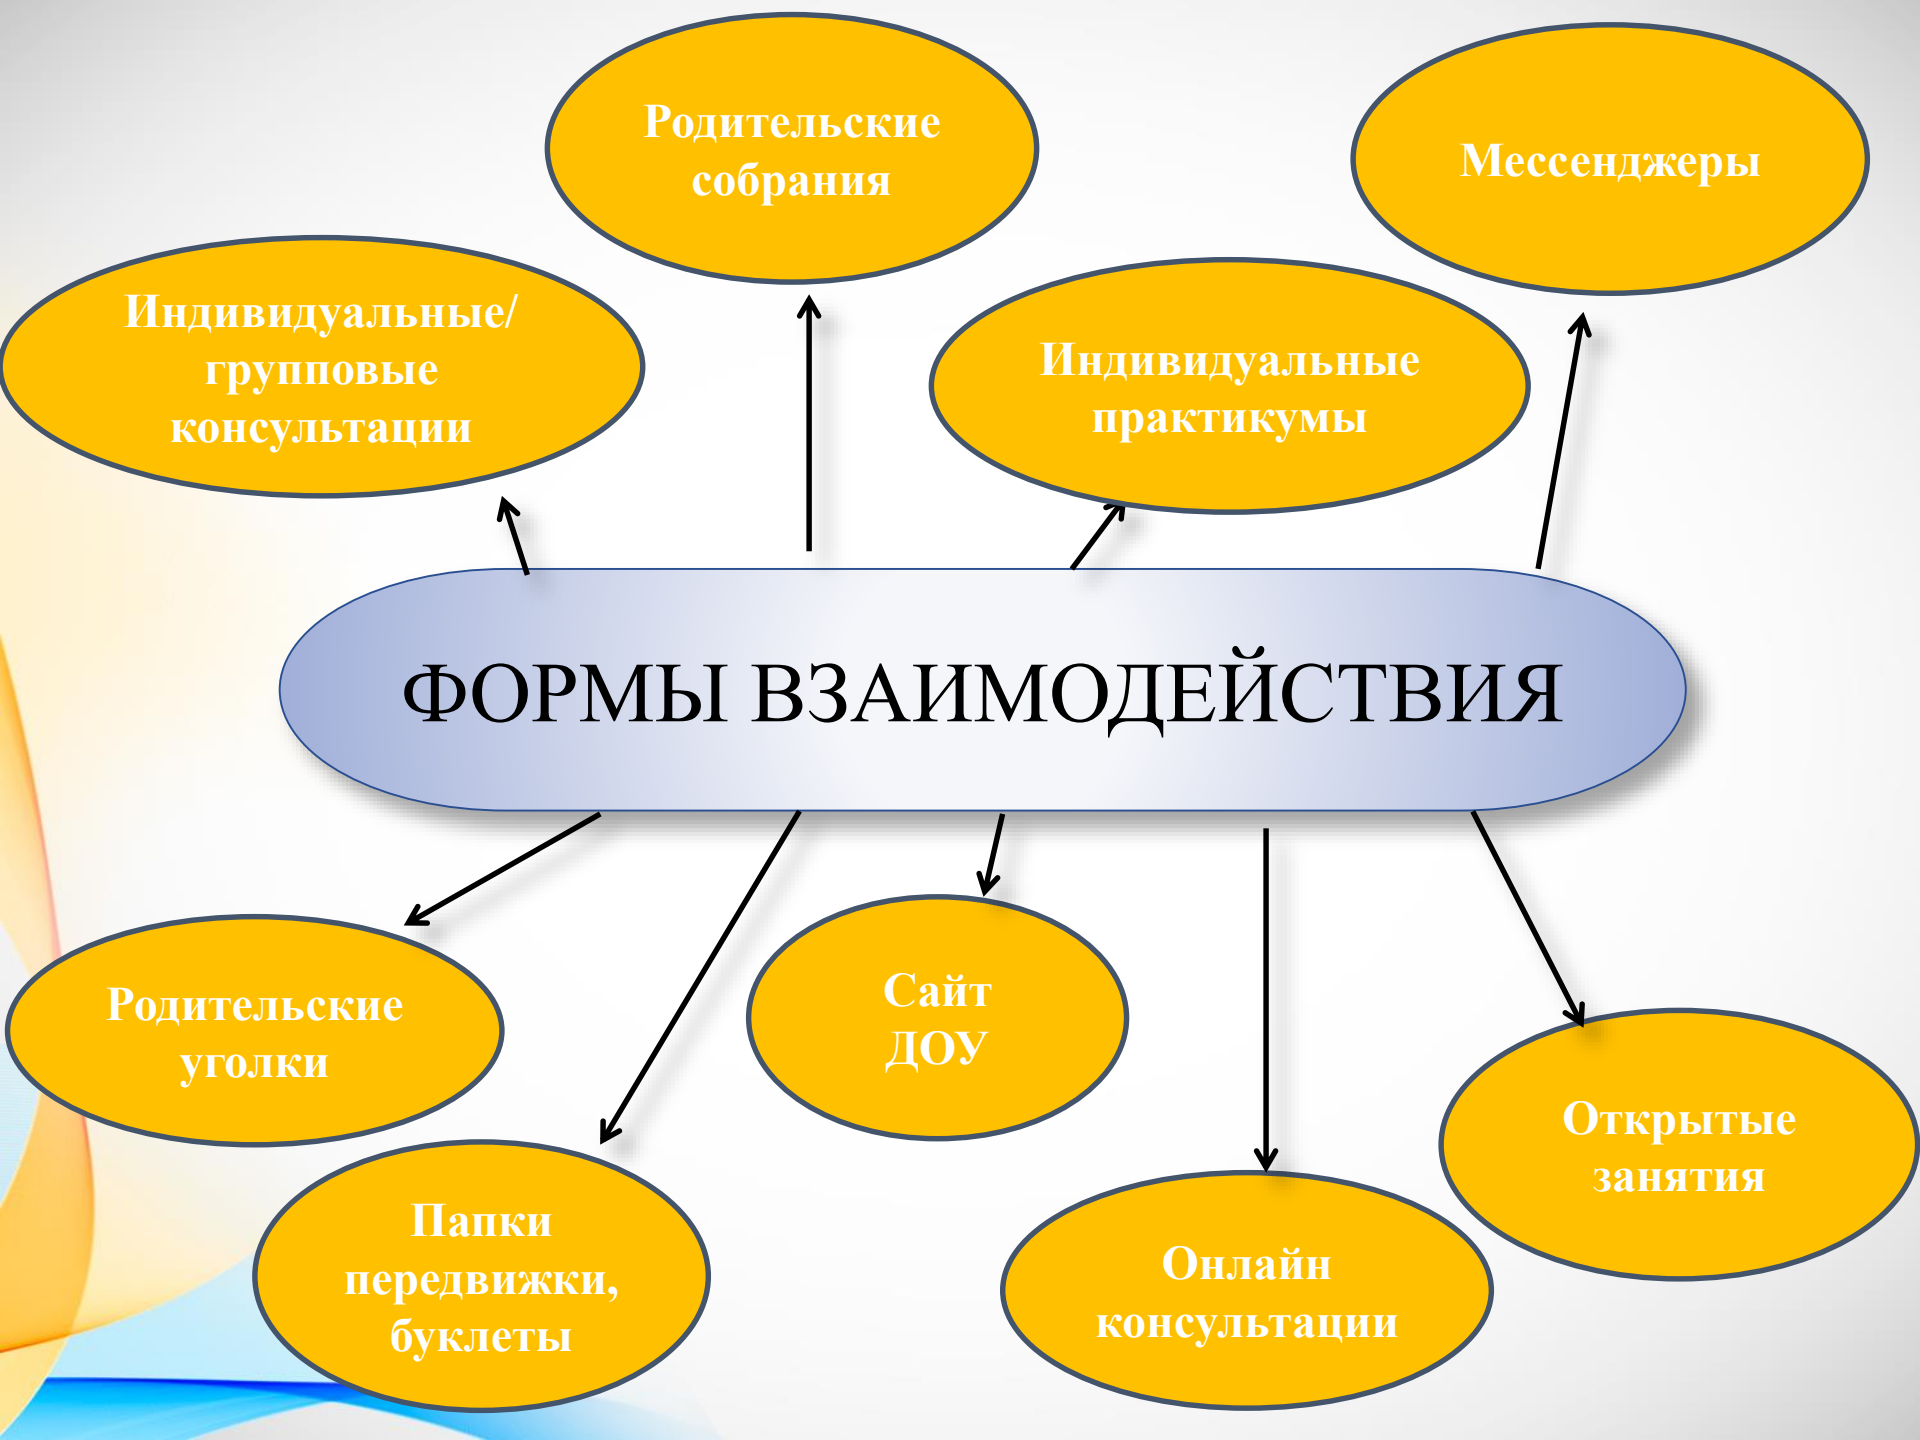 Родительские
собрания
Мессенджеры
Индивидуальные/
групповые
консультации
Индивидуальные
практикумы
ФОРМЫ ВЗАИМОДЕЙСТВИЯ
Родительские
уголки
Сайт
ДОУ
Открытые
занятия
Папки
передвижки,
буклеты
Онлайн
консультации